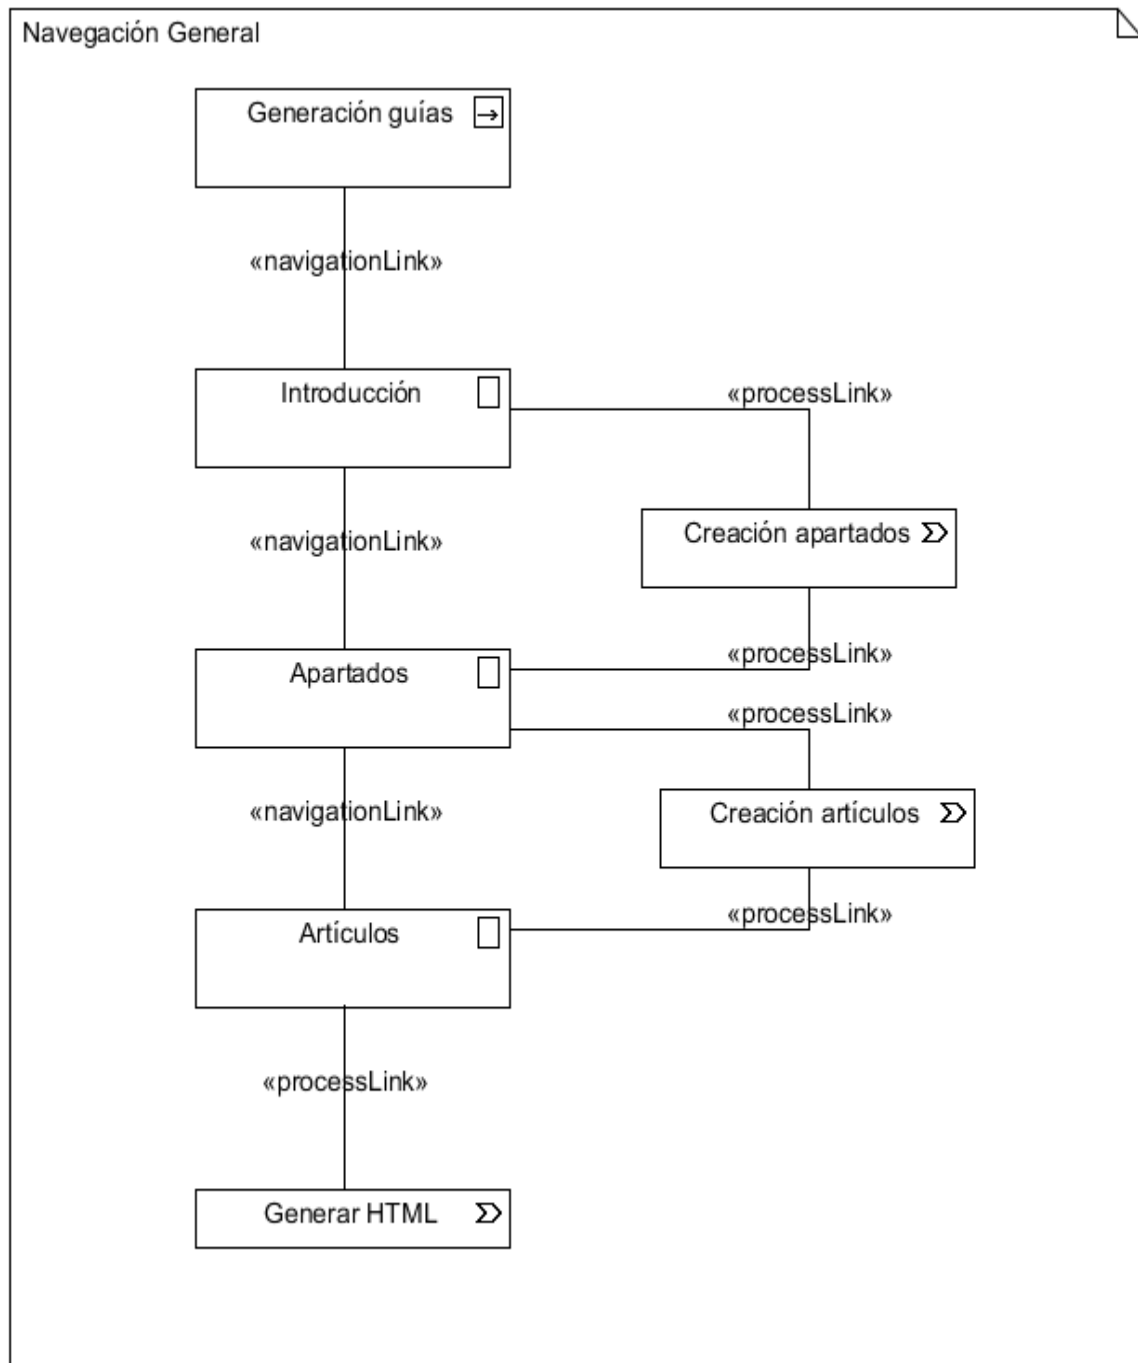 Navegación General
Generación guías
«navigationLink»
Introducción
«processLink»
Creación apartados
«navigationLink»
«processLink»
Apartados
«processLink»
«navigationLink»
Creación artículos
«processLink»
Artículos
«processLink»
Generar HTML